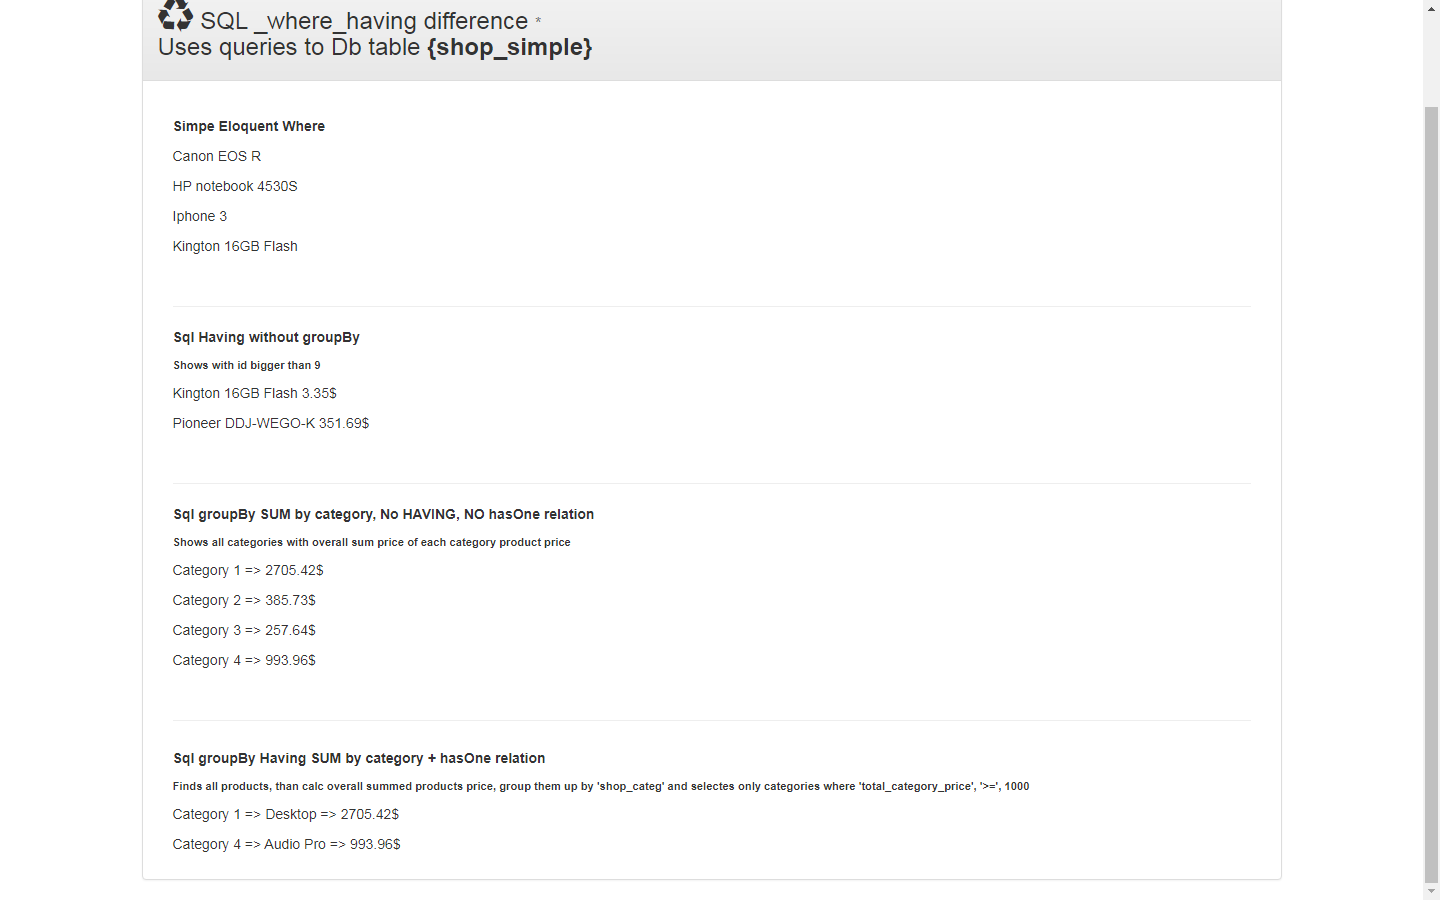 SQL _where_having difference *
Uses queries to Db table {shop_simple}
Simpe Eloquent Where
Canon EOS R
HP notebook 4530S
Iphone 3
Kington 16GB Flash
Sql Having without groupBy
Shows with id bigger than 9
Kington 16GB Flash 3.35$
Pioneer DDJ-WEGO-K 351.69$
Sql groupBy SUM by category, No HAVING, NO hasOne relation
Shows all categories with overall sum price of each category product price
Category 1 => 2705.42$
Category 2 => 385.73$
Category 3 => 257.64$
Category 4 => 993.96$
Sql groupBy Having SUM by category + hasOne relation
Finds all products, than calc overall summed products price, group them up by 'shop_categ' and selectes only categories where 'total_category_price', '>=', 1000
Category 1 => Desktop => 2705.42$
Category 4 => Audio Pro => 993.96$